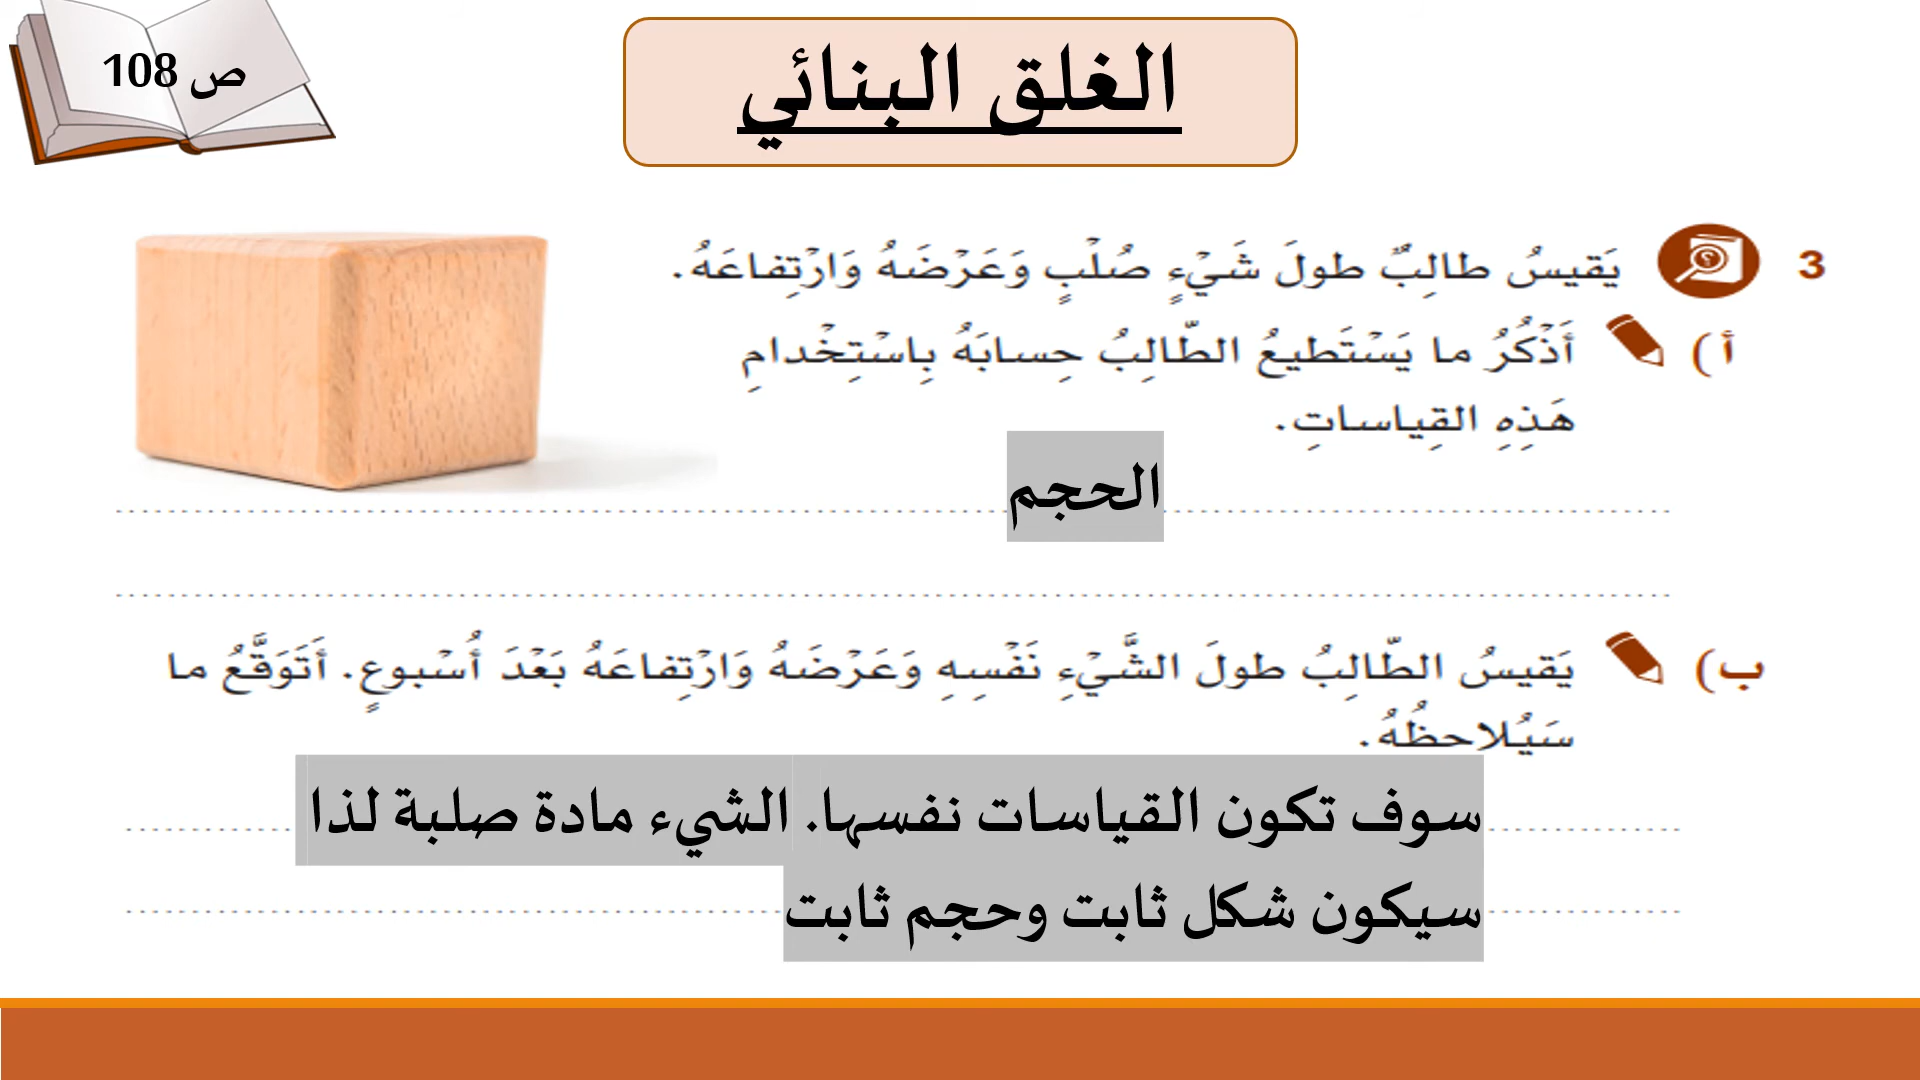 ص 108
الغلق البنائي
3 يَقيسُ طالِبٌ طولَ شَيْءٍ صُلْبٍ وَعَرْضَهُ وَارْتِفاعَهُ.
أ) أَذْكُرُ ما يَسْتَطيعُ الطّالِبُ حِسابَهُ بِاسْتِخْدامِ
هَذِهِ القِياساتِ.
الحجم
ب) يَقيسُ الطّالِبُ طولَ الشَّيْءِ نَفْسِهِ وَعَرْضَهُ وَارْتِفاعَهُ بَعْدَ أُسْبوعٍ. أَتَوَقَّعُ ما
سَيُلاحظُهُ.
سوف تكون القياسات نفسها. الشيء مادة صلبة لذا
سيكون شكل ثابت وحجم ثابت